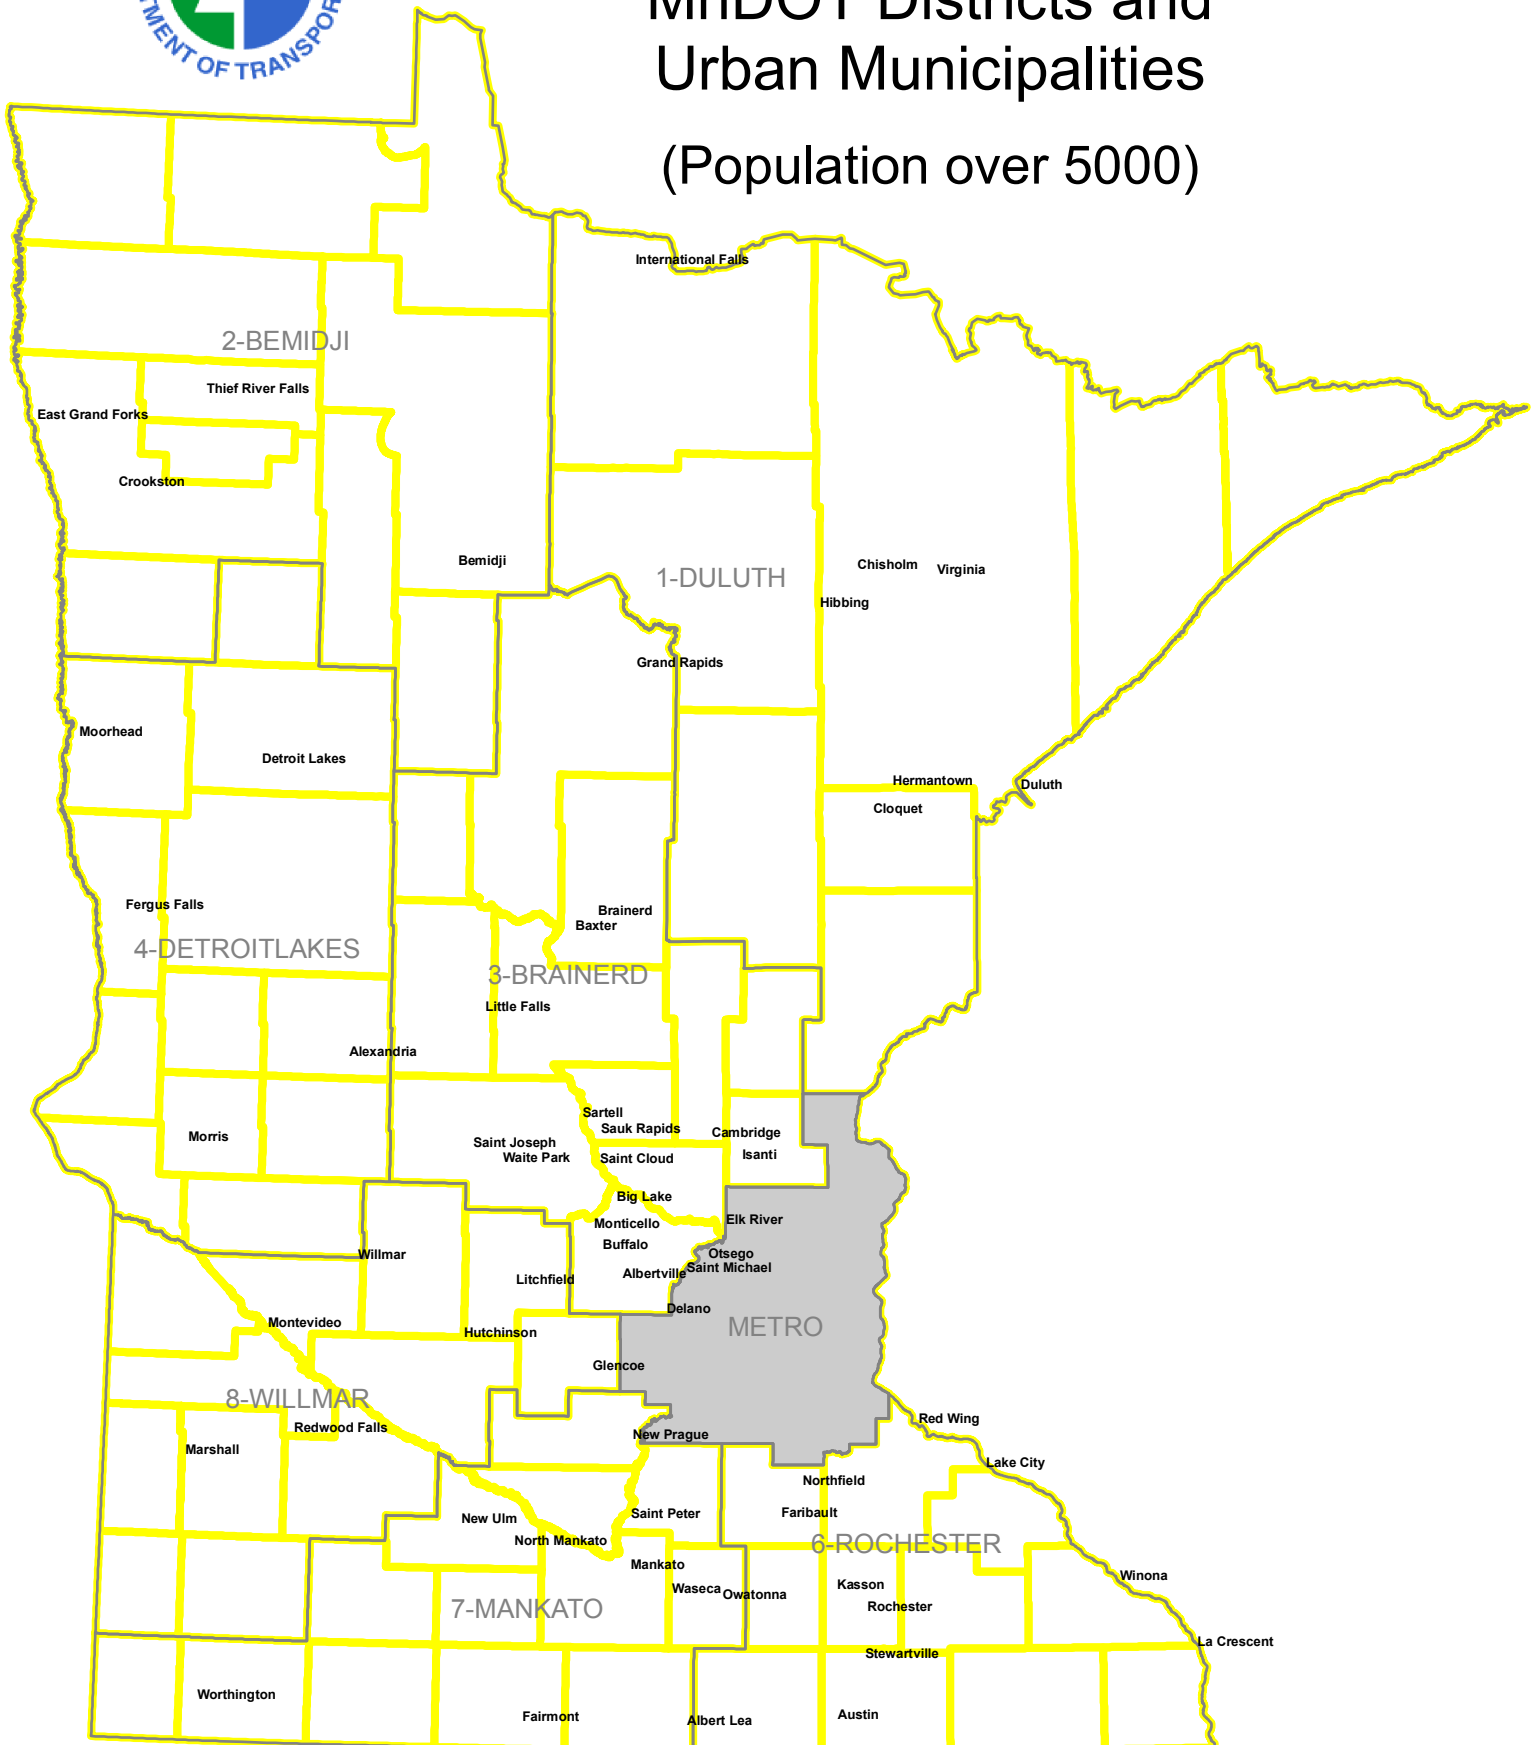 TMENT OF TRANSPOR
MnDOT Districts and
Urban Municipalities
(Population over 5000)
International Falls
2-BEMIDJI
Thief River Falls
East Grand Forks
Crookston
Bemidji
1-DULUTH
Chisholm
Virginia
Hibbing
Grand Rapids
Moorhead
Detroit Lakes
Hermantown
Duluth
Cloquet
Fergus Falls
Brainerd
Baxter
4-DETROITLAKES
3-BRAINERD
Little Falls
Alexandria
Sartell
Sauk Rapids
Cambridge
Morris
Saint Joseph
Waite Park
Saint Cloud
Isanti
Big Lake
Monticello
Elk River
Buffalo
Willmar
Otsego
Saint Michael
Albertville
Litchfield
Delano
Montevideo
METRO
Hutchinson
Glencoe
8-WILLMAR
Redwood Falls
Red Wing
New Prague
Marshall
Lake City
Northfield
Saint Peter
Faribault
New Ulm
North Mankato
6-ROCHESTER
Mankato
Winona
Waseca
Owatonna
Kasson
Rochester
7-MANKATO
La Crescent
Stewartville
Worthington
Fairmont
Albert Lea
Austin